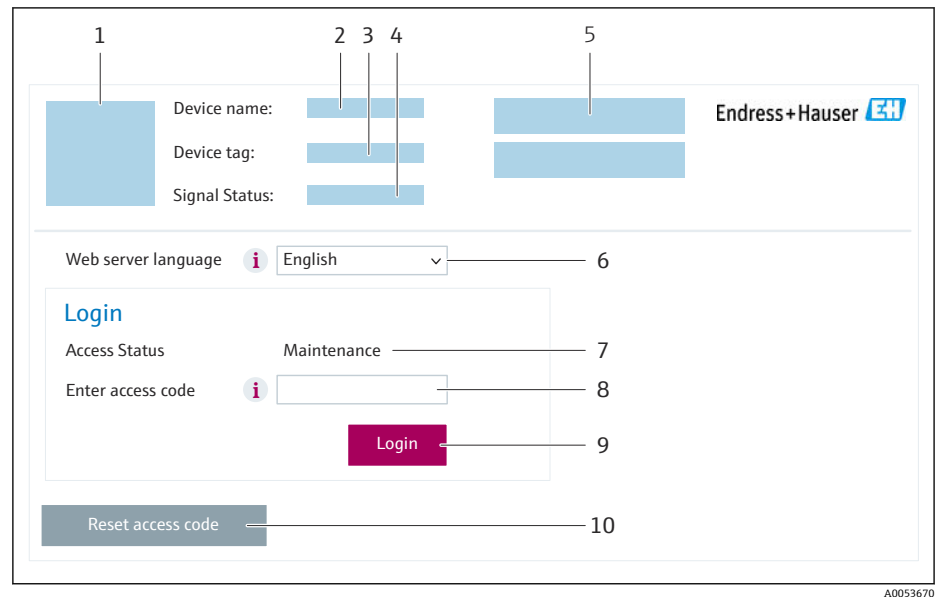 1 2 3 4 5
Device name:
Endress+Hauser EH
Device tag:
Signal Status:
Web server language i English 6
Login
Access Status Maintenance 7
Enter access code i 8
Login 9
Reset access code 10
A0053670